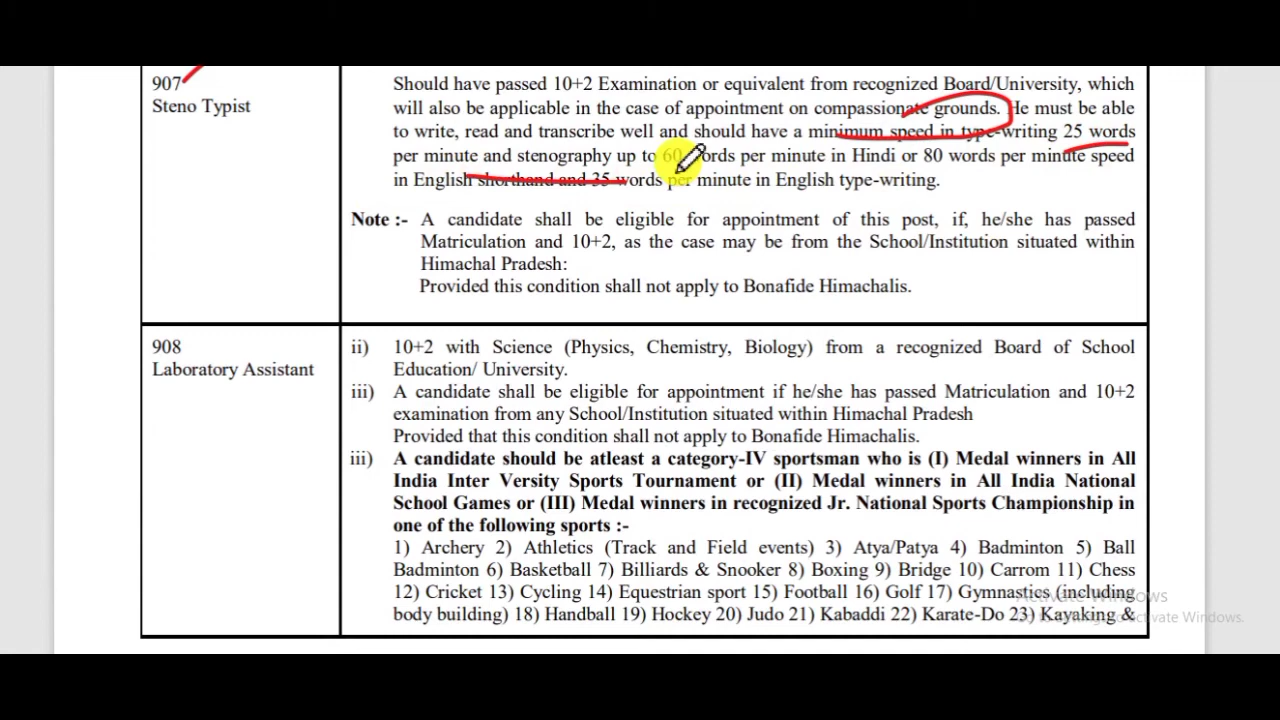 907
Steno Typist
Should have passed 10+2 Examination or equivalent from recognized Board/University, which
will also be applicable in the case of appointment on compassionate grounds. He must be able
to write, read and transcribe well and should have a minimum speed in type-writing 25 words
per minute and stenography up to 60 words per minute in Hindi or 80 words per minute speed
in English shorthand and 35 words per minute in English type-writing.
Note :- A candidate shall be eligible for appointment of this post, if, he/she has passed
Matriculation and 10+2, as the case may be from the School/Institution situated within
Himachal Pradesh:
Provided this condition shall not apply to Bonafide Himachalis.
908
Laboratory Assistant
ii) 10+2 with Science (Physics, Chemistry, Biology) from a recognized Board of School
Education/ University.
iii) A candidate shall be eligible for appointment if he/she has passed Matriculation and 10+2
examination from any School/Institution situated within Himachal Pradesh
Provided that this condition shall not apply to Bonafide Himachalis.
iii) A candidate should be atleast a category-IV sportsman who is (I) Medal winners in All
India Inter Versity Sports Tournament or (II) Medal winners in All India National
School Games or (III) Medal winners in recognized Jr. National Sports Championship in
one of the following sports :-
1) Archery 2) Athletics (Track and Field events) 3) Atya/Patya 4) Badminton 5) Ball
Badminton 6) Basketball 7) Billiards & Snooker 8) Boxing 9) Bridge 10) Carrom 11) Chess
12) Cricket 13) Cycling 14) Equestrian sport 15) Football 16) Golf 17) Gymnastics (including
body building) 18) Handball 19) Hockey 20) Judo 21) Kabaddi 22) Karate-Do 23) Kayaking &
Activate Windows
Go to Settings to activate Windows.